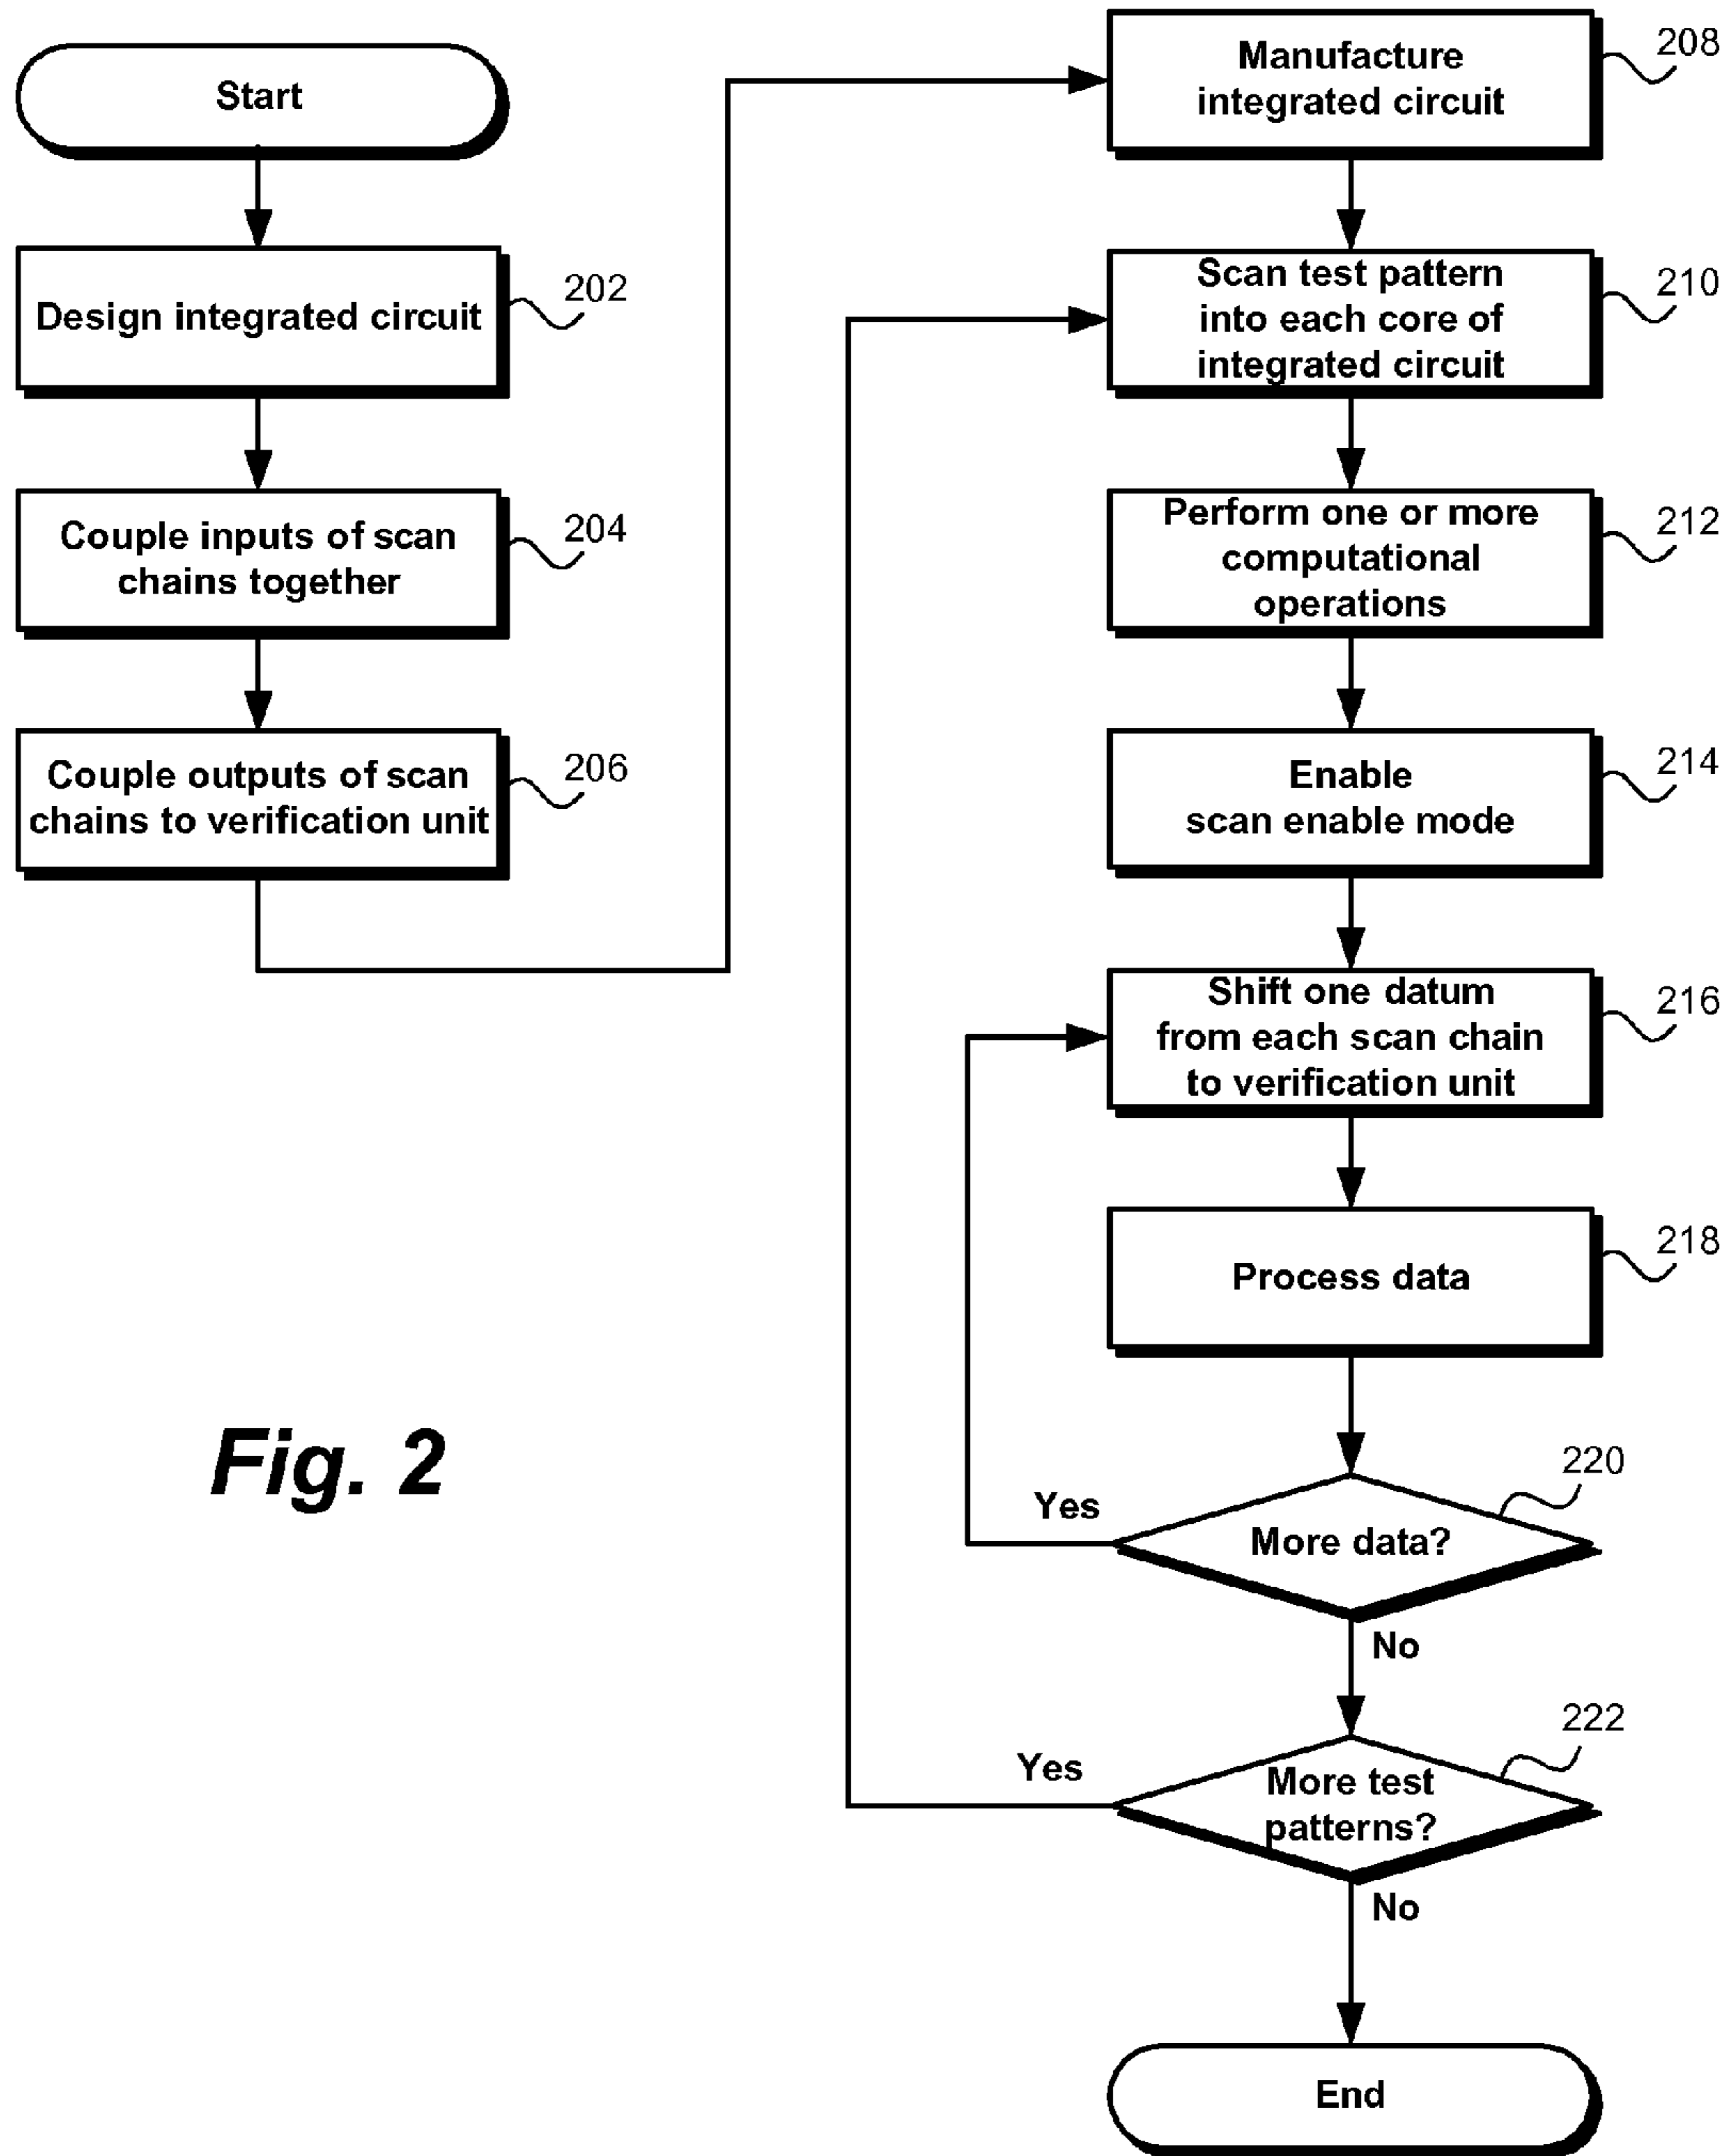 Start
Design integrated circuit
202
Couple inputs of scan
chains together
204
Couple outputs of scan
chains to verification unit
206
Manufacture
integrated circuit
208
Scan test pattern
into each core of
integrated circuit
210
Perform one or more
computational
operations
212
Enable
scan enable mode
214
Shift one datum
from each scan chain
to verification unit
216
Process data
218
220
Yes
More data?
No
222
Yes
More test
patterns?
No
End
Fig. 2